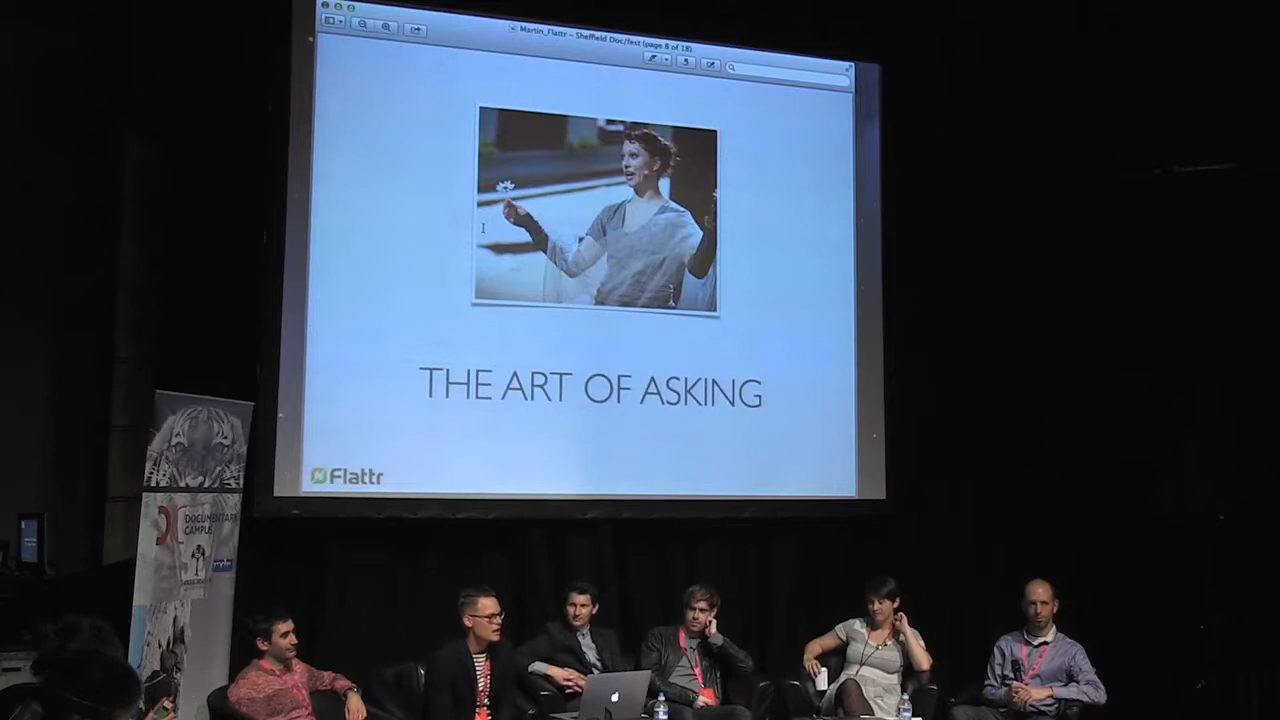 Martin_Flattr – Sheffield Doc/fest (page 8 of 18)
THE ART OF ASKING
Flattr
DOCUMENTARY
CAMPUS